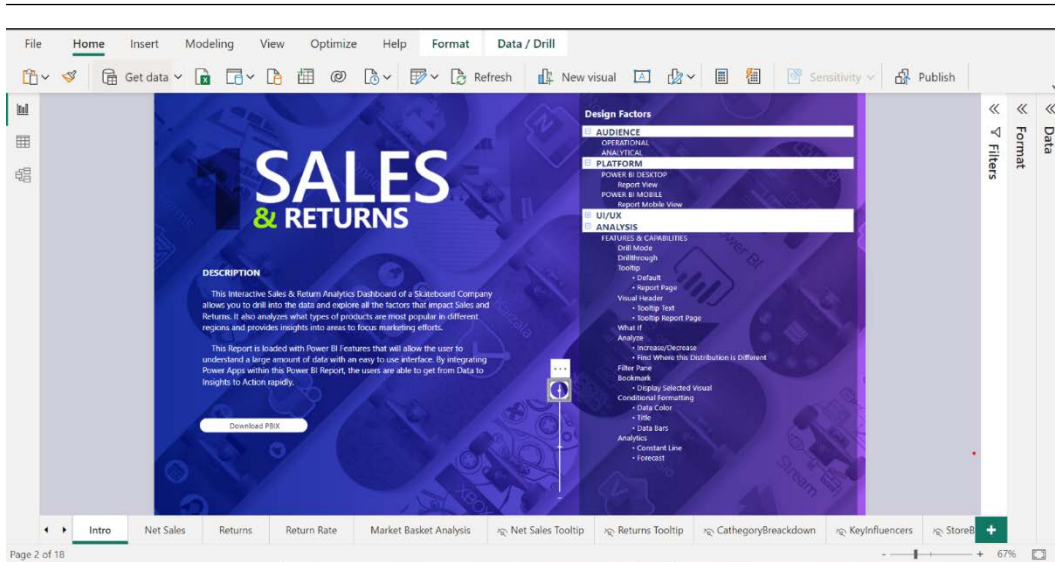 File Home Insert Modeling View Optimize Help Format Data / Drill
Get data Refresh New visual Sensitivity Publish
SALES
& RETURNS
DESCRIPTION
This Interactive Sales & Return Analytics Dashboard of a Skateboard Company
allows you to drill into the data and explore all the factors that impact Sales and
Returns. It also analyzes what types of products are most popular in different
regions and provides insights into areas to focus marketing efforts.
This Report is loaded with Power BI Features that will allow the user to
understand a large amount of data with an easy to use interface. By integrating
Power Apps within this Power BI Report, the users are able to get from Data to
Insights to Action rapidly.
Download PBIX
Design Factors
AUDIENCE
OPERATIONAL
ANALYTICAL
PLATFORM
POWER BI DESKTOP
Report View
POWER BI MOBILE
Report Mobile View
UI/UX
ANALYSIS
FEATURES & CAPABILITIES
Drill Mode
Drillthrough
Tooltip
• Default
• Report Page
Visual Header
• Tooltip Text
• Tooltip Report Page
What If
Analyze
• Increase/Decrease
• Find Where this Distribution is Different
Filter Pane
Bookmark
• Display Selected Visual
Conditional Formatting
• Data Color
• Title
• Data Bars
Analytics
• Constant Line
• Forecast
Power BI
Stream
XBOX
Filters
Format
Data
Intro Net Sales Returns Return Rate Market Basket Analysis Net Sales Tooltip Returns Tooltip CathegoryBreackdown KeyInfluencers StoreB
Page 2 of 18
67%